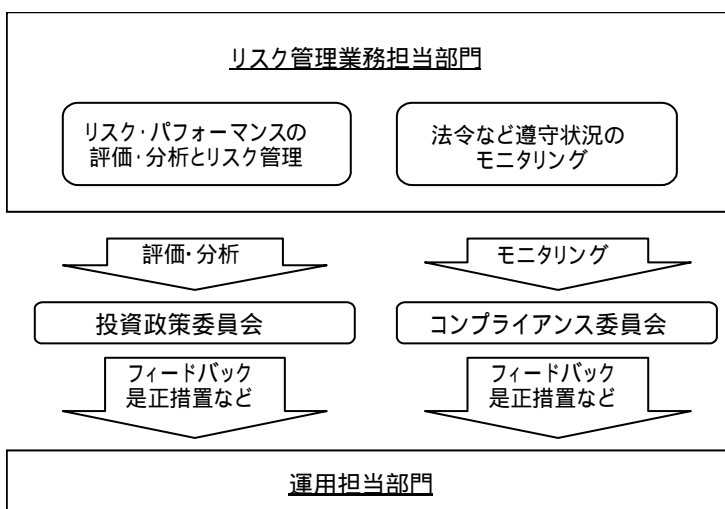 リスク管理業務担当部門
リスク・パフォーマンスの
評価・分析とリスク管理
法令など遵守状況の
モニタリング
評価・分析
モニタリング
投資政策委員会
コンプライアンス委員会
フィードバック
是正措置など
フィードバック
是正措置など
運用担当部門